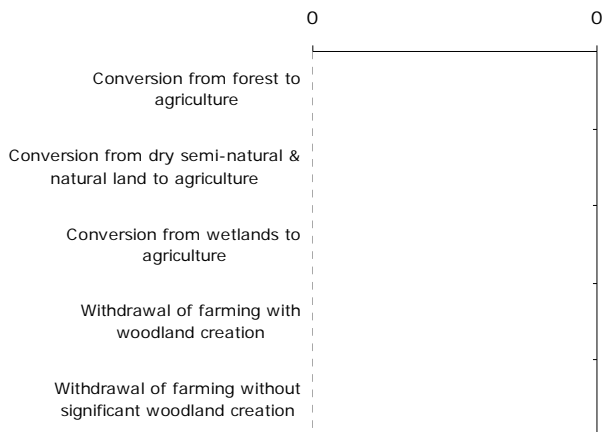 0 0
Conversion from forest to
agriculture
Conversion from dry semi-natural &
natural land to agriculture
Conversion from wetlands to
agriculture
Withdrawal of farming with
woodland creation
Withdrawal of farming without
significant woodland creation